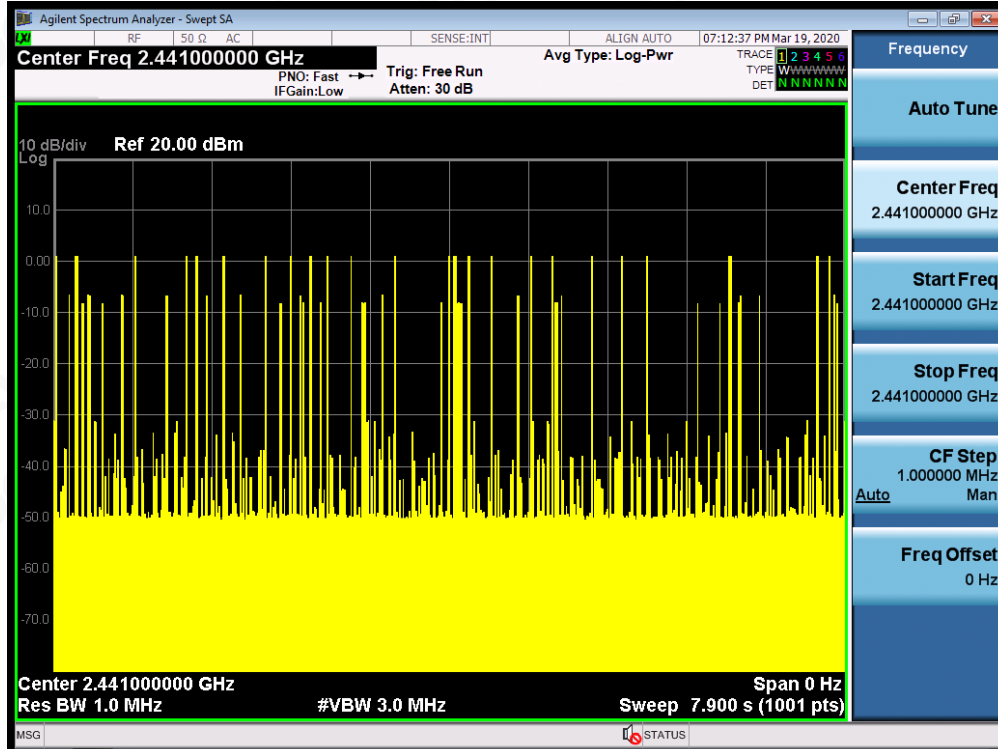 Agilent Spectrum Analyzer - Swept SA
LXI RF 50 Ω AC SENSE:INT ALIGN AUTO 07:12:37 PM Mar 19, 2020
Center Freq 2.441000000 GHz
PNO: Fast
IFGain:Low
Trig: Free Run
Atten: 30 dB
Avg Type: Log-Pwr
TRACE 1 2 3 4 5 6
TYPE WWWWWWW
DET N N N N N N
10 dB/div Ref 20.00 dBm
Log
10.0
0.00
-10.0
-20.0
-30.0
-40.0
-50.0
-60.0
-70.0
Center 2.441000000 GHz Span 0 Hz
Res BW 1.0 MHz #VBW 3.0 MHz Sweep 7.900 s (1001 pts)
MSG STATUS
Frequency
Auto Tune
Center Freq
2.441000000 GHz
Start Freq
2.441000000 GHz
Stop Freq
2.441000000 GHz
CF Step
1.000000 MHz
Auto Man
Freq Offset
0 Hz